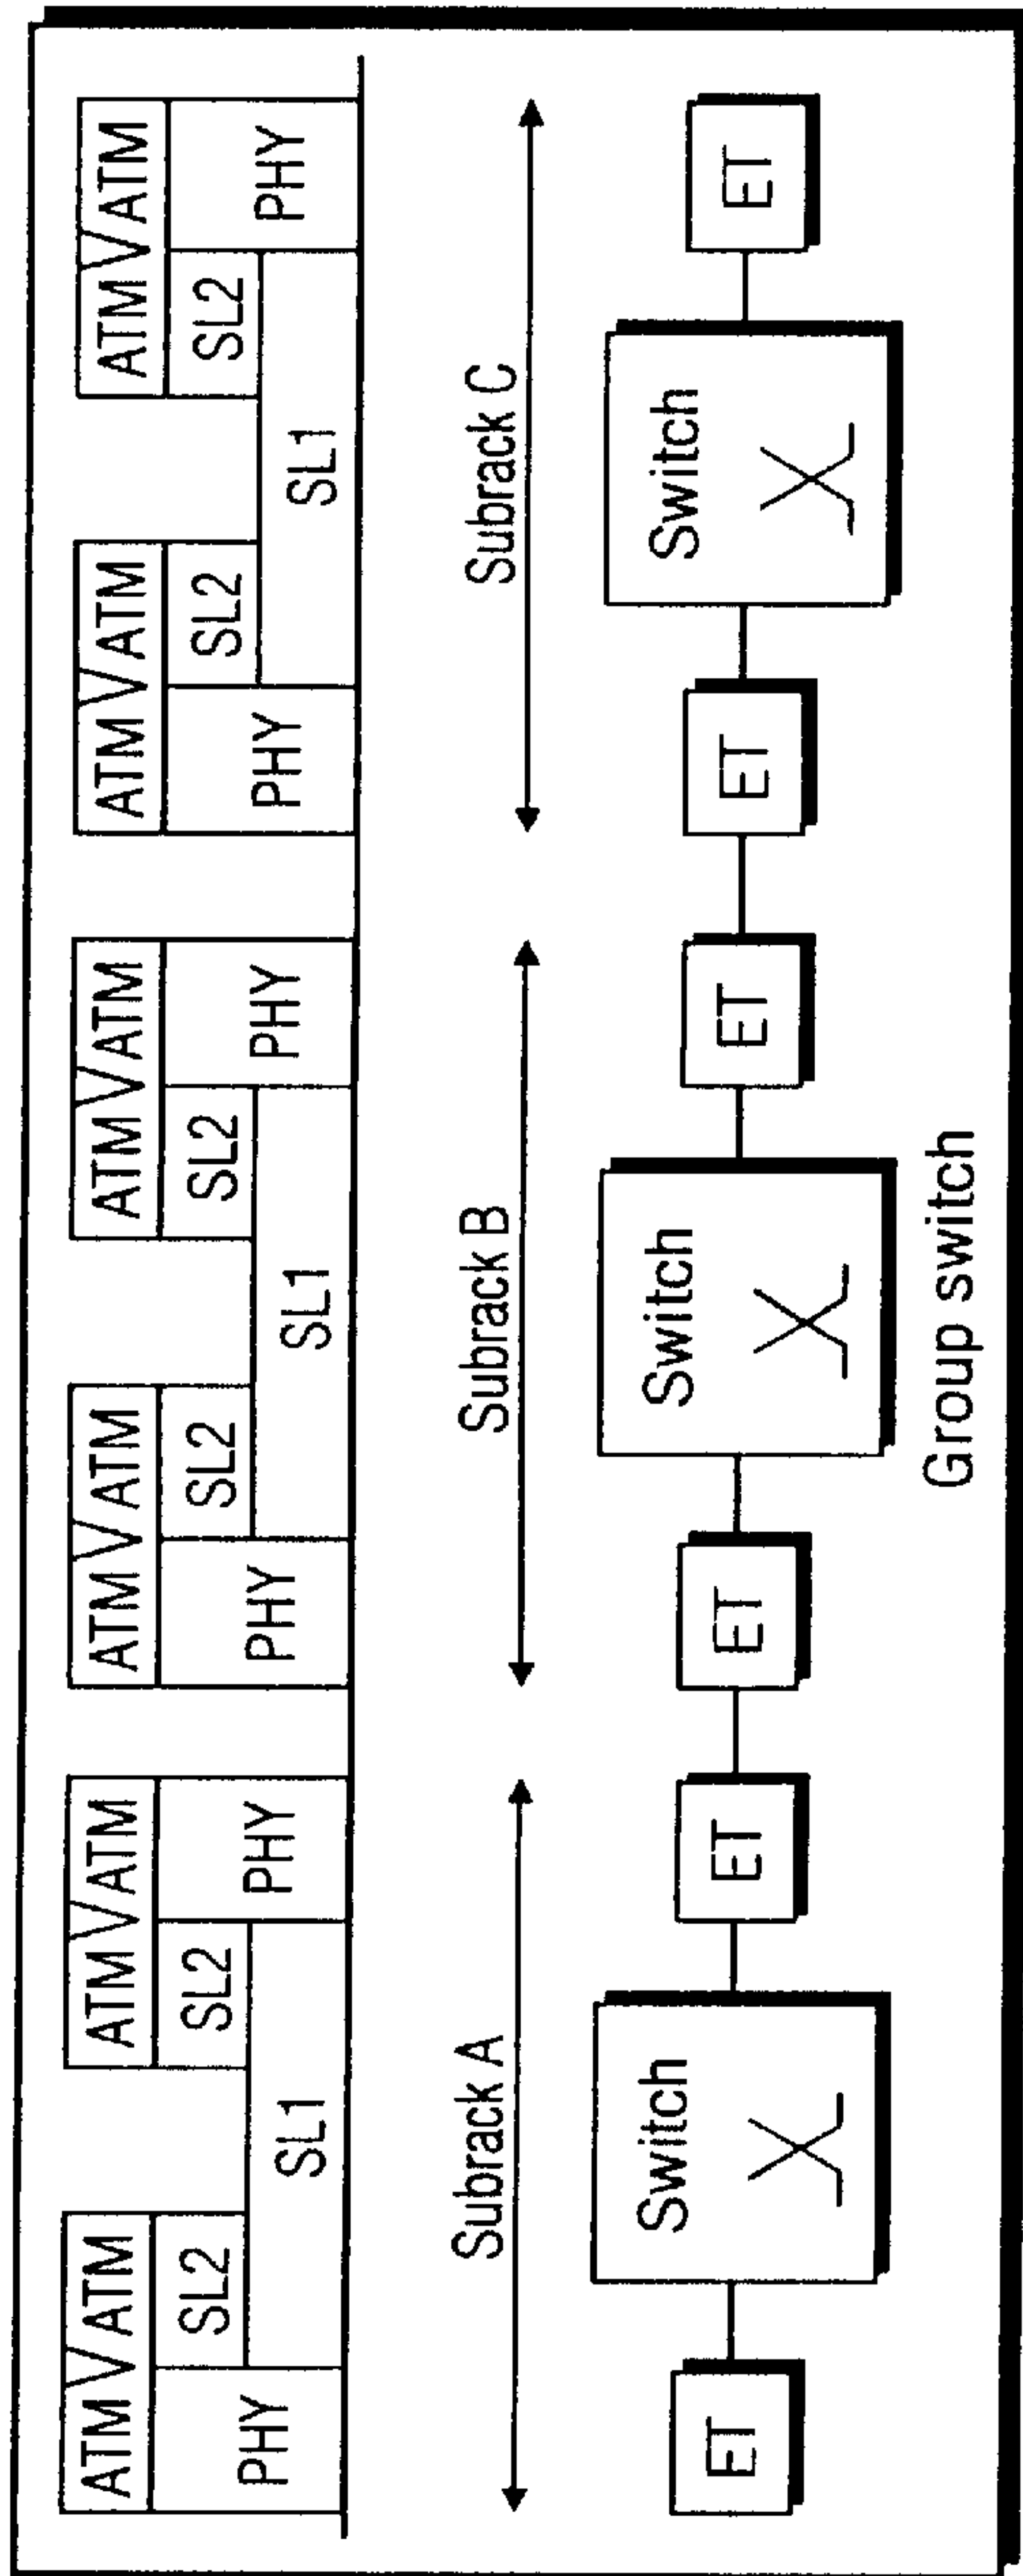 ATM ATM ATM ATM ATM ATM ATM ATM ATM ATM ATM ATM
PHY SL2 SL2 PHY PHY SL2 SL2 PHY PHY SL2 SL2 PHY
SL1 SL1 SL1
Subrack A Subrack B Subrack C
ET Switch ET ET Switch ET ET Switch ET
Group switch